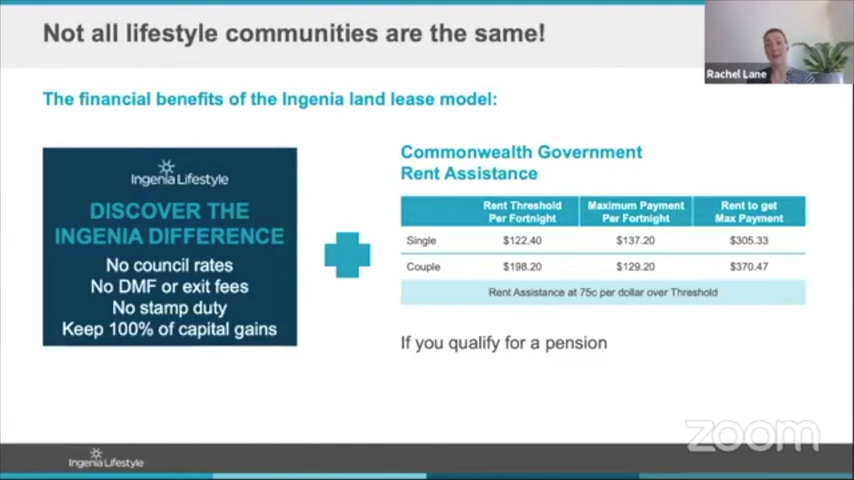 Not all lifestyle communities are the same!
Rachel Lane
The financial benefits of the Ingenia land lease model:
Ingenia Lifestyle
DISCOVER THE
INGENIA DIFFERENCE
No council rates
No DMF or exit fees
No stamp duty
Keep 100% of capital gains
Commonwealth Government
Rent Assistance
Rent Threshold Per Fortnight Maximum Payment Per Fortnight Rent to get Max Payment
Single $122.40 $137.20 $305.33
Couple $198.20 $129.20 $370.47
Rent Assistance at 75c per dollar over Threshold
If you qualify for a pension
zoom
Ingenia Lifestyle